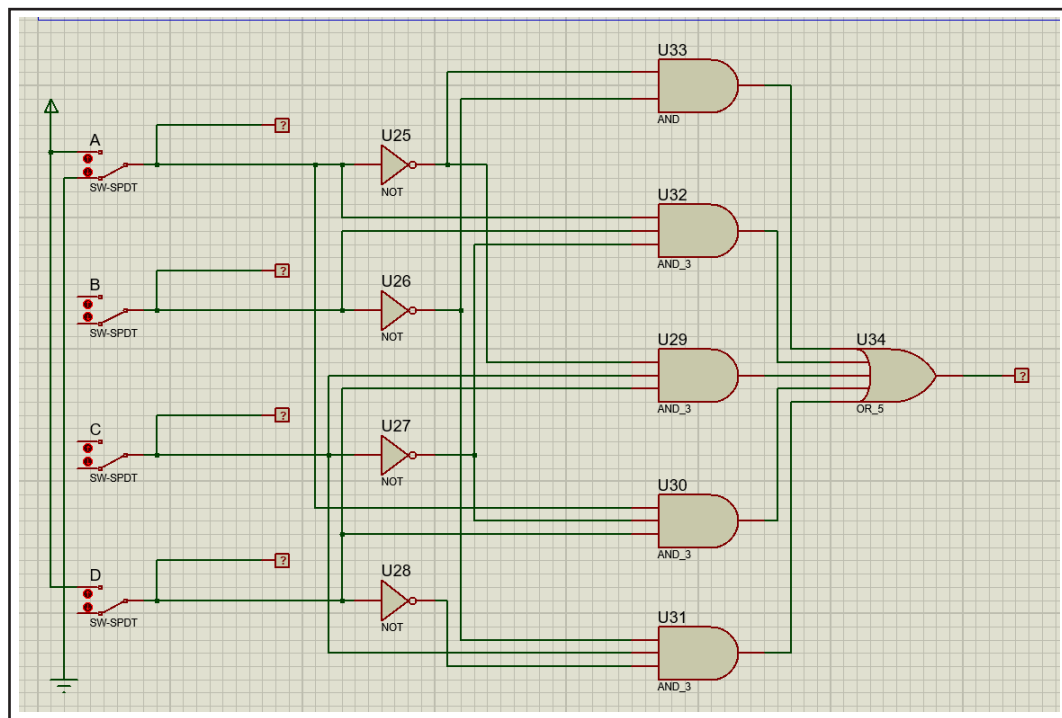 U33
AND
A
?
SW-SPDT
U25
NOT
U32
AND_3
B
?
SW-SPDT
U26
NOT
U29
AND_3
U34
OR_5
?
C
?
SW-SPDT
U27
NOT
U30
AND_3
D
?
SW-SPDT
U28
NOT
U31
AND_3